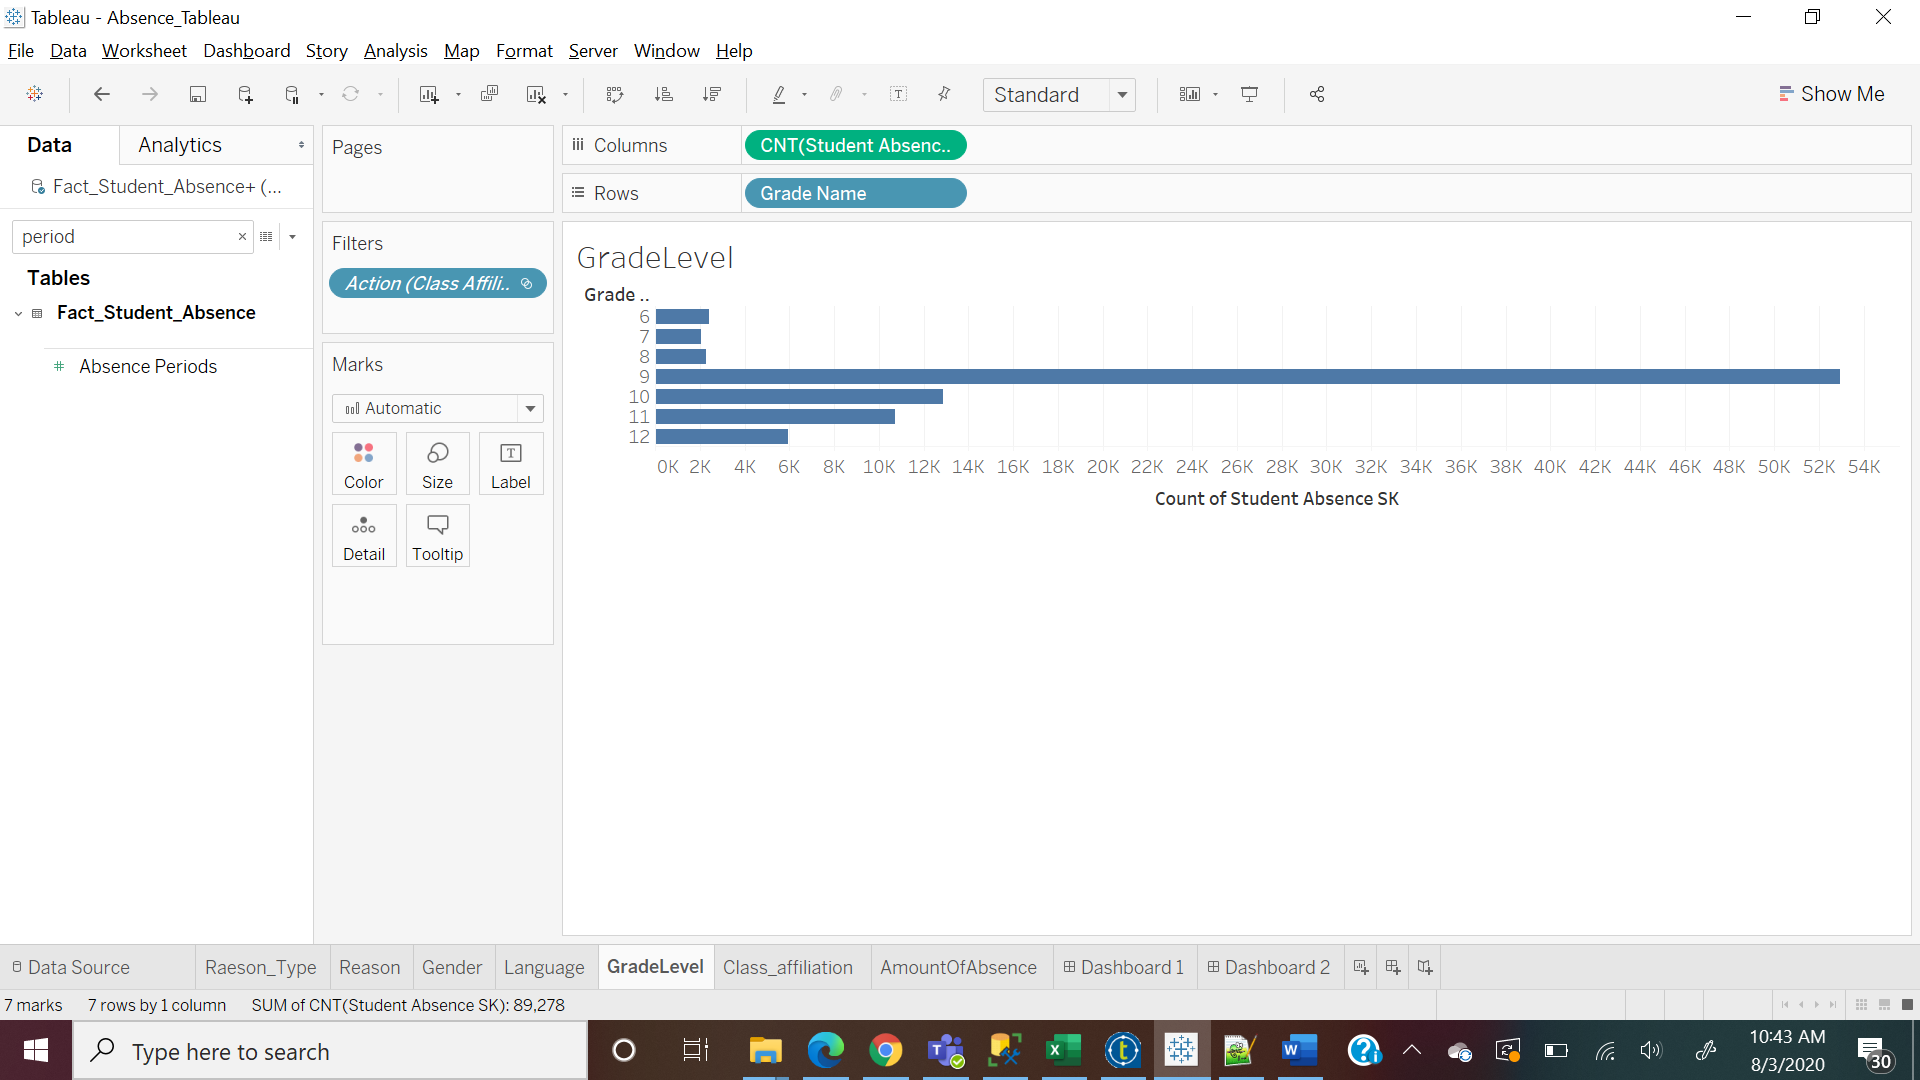 Tableau - Absence_Tableau
File Data Worksheet Dashboard Story Analysis Map Format Server Window Help
Standard
Show Me
Data Analytics
Fact_Student_Absence+ (...
period
Tables
Fact_Student_Absence
Absence Periods
Pages
Filters
Action (Class Affili..
Marks
Automatic
Color Size Label
Detail Tooltip
Columns CNT(Student Absenc..
Rows Grade Name
GradeLevel
Grade ..
6
7
8
9
10
11
12
0K 2K 4K 6K 8K 10K 12K 14K 16K 18K 20K 22K 24K 26K 28K 30K 32K 34K 36K 38K 40K 42K 44K 46K 48K 50K 52K 54K
Count of Student Absence SK
Data Source Raeson_Type Reason Gender Language GradeLevel Class_affiliation AmountOfAbsence Dashboard 1 Dashboard 2
7 marks 7 rows by 1 column SUM of CNT(Student Absence SK): 89,278
Type here to search
10:43 AM
8/3/2020
30